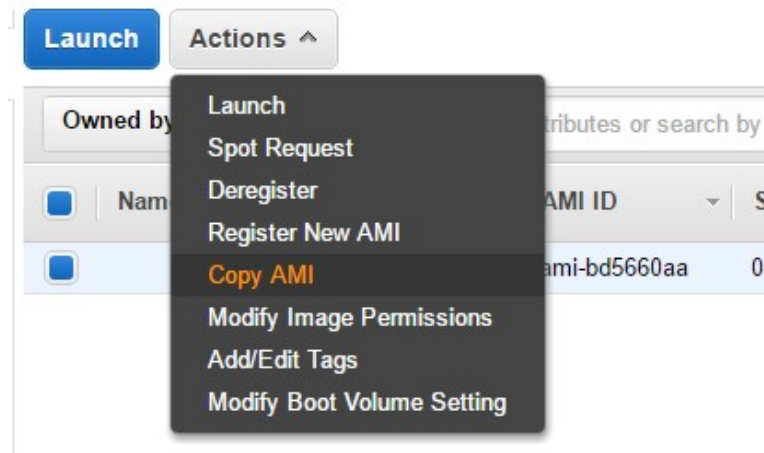 Launch
Actions
Launch
Owned by
tributes or search by
Spot Request
Deregister
Nam
AMI ID
S
Register New AMI
Copy AMI
ami-bd5660aa
0
Modify Image Permissions
Add/Edit Tags
Modify Boot Volume Setting